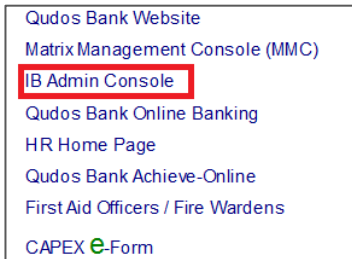 Qudos Bank Website
Matrix Management Console (MMC)
IB Admin Console
Qudos Bank Online Banking
HR Home Page
Qudos Bank Achieve-Online
First Aid Officers / Fire Wardens
CAPEX e-Form